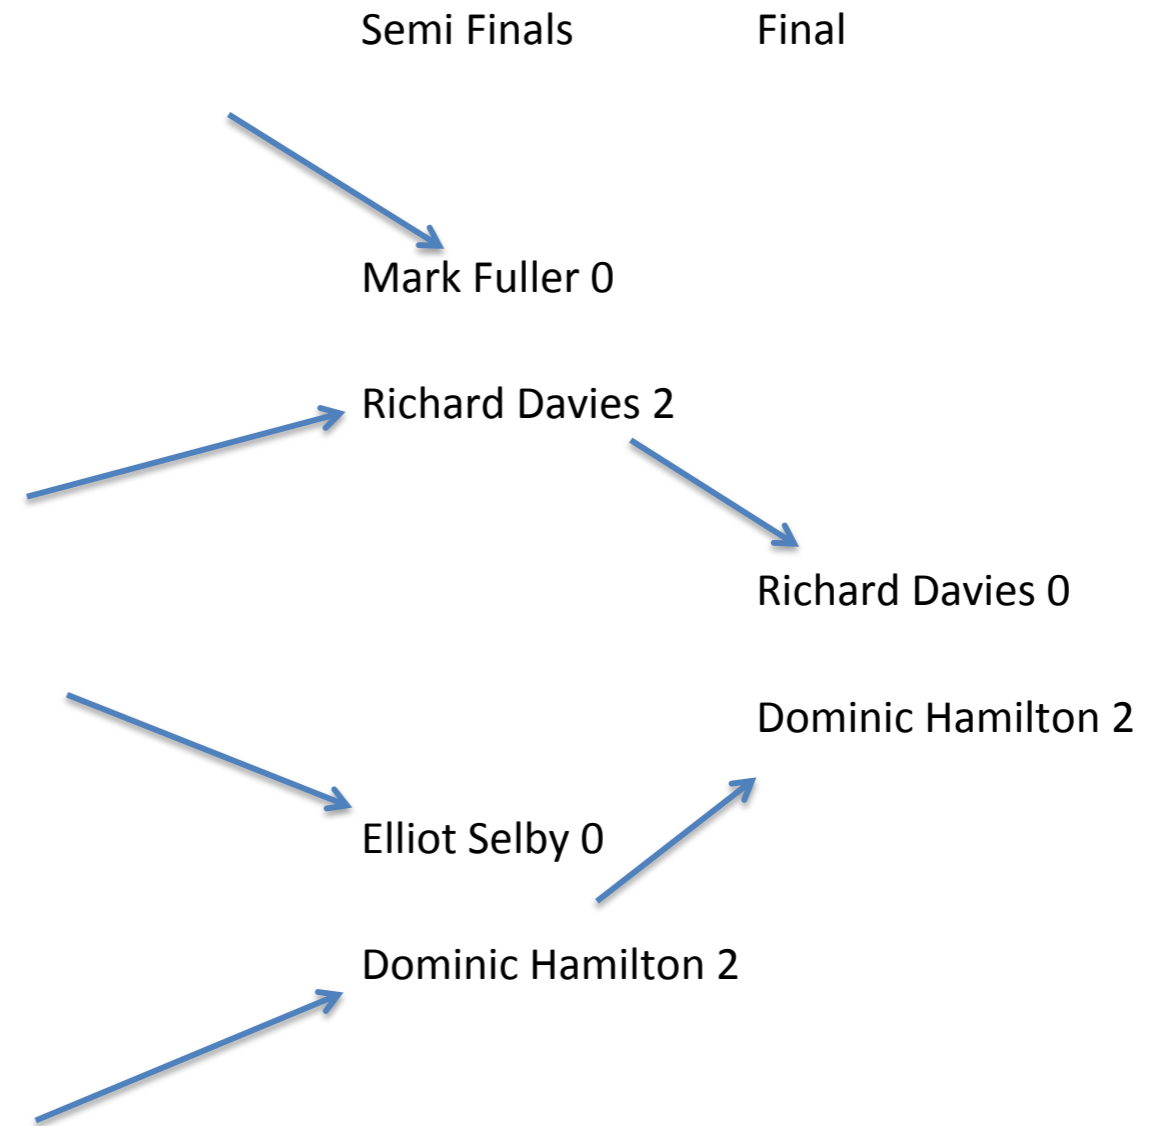 Semi Finals Final
Mark Fuller 0
Richard Davies 2
Richard Davies 0
Dominic Hamilton 2
Elliot Selby 0
Dominic Hamilton 2